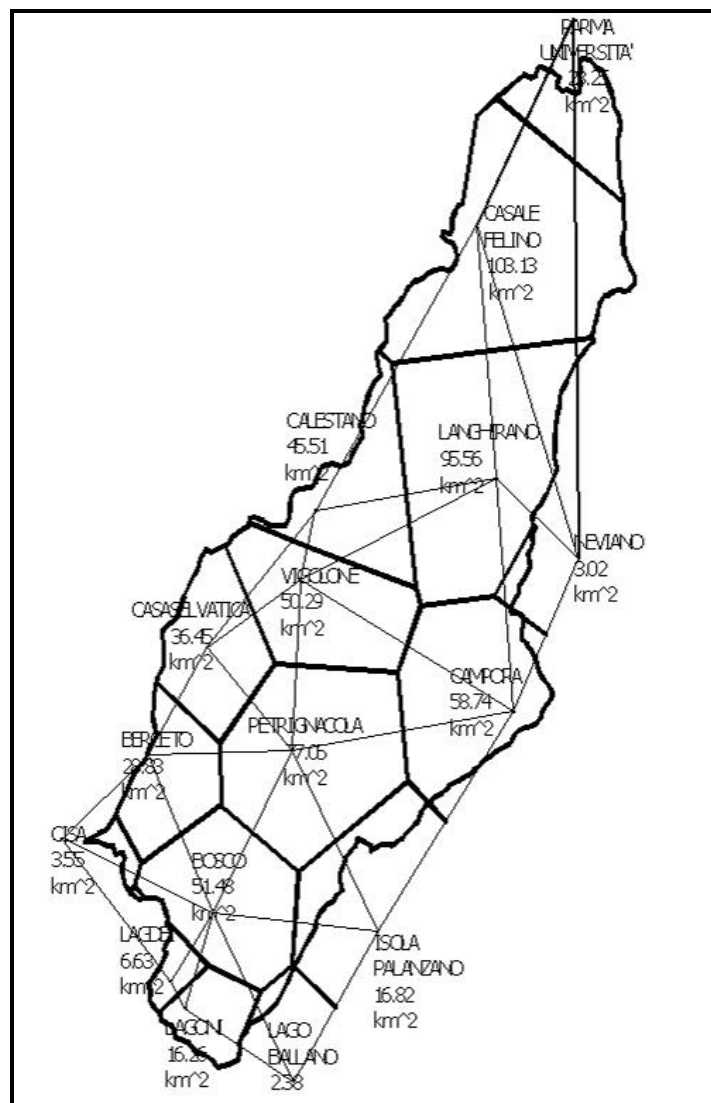 PARMA
UNIVERSITA'
23.25
km^2
CASALE
FELINO
103.13
km^2
CALESTANO
45.51
km^2
LANGHIRANO
95.56
km^2
NEVIANO
3.02
km^2
VIGOLONE
50.29
km^2
CASASELVATICA
36.45
km^2
CAMPORA
58.74
km^2
PETRIGNACOLA
km^2
BERCETO
29.83
km^2
CISA
3.55
km^2
BOSCO
51.48
km^2
LAGDEI
6.63
km^2
ISOLA
PALANZANO
16.82
km^2
LAGONI
16.26
km^2
LAGO
BALLANO
2.38